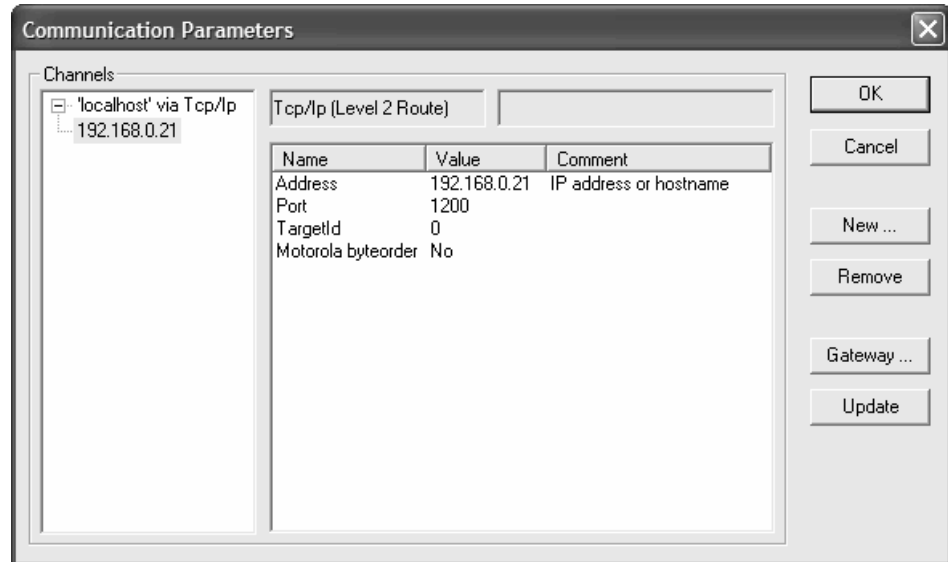 Communication Parameters
Channels
'localhost' via Tcp/Ip
192.168.0.21
Tcp/Ip (Level 2 Route)
Name Value Comment
Address 192.168.0.21 IP address or hostname
Port 1200
TargetId 0
Motorola byteorder No
OK
Cancel
New ...
Remove
Gateway ...
Update